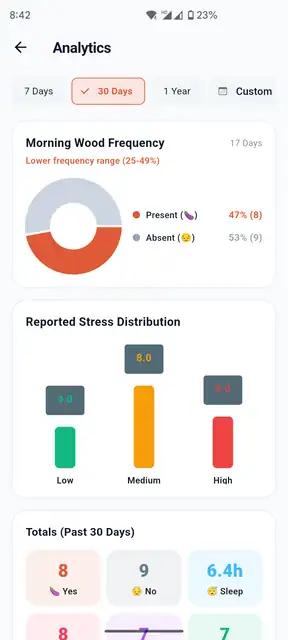 8:42 23%
Analytics
7 Days 30 Days 1 Year Custom
Morning Wood Frequency 17 Days
Lower frequency range (25-49%)
Present (🍆) 47% (8)
Absent (😔) 53% (9)
Reported Stress Distribution
8.0
Low Medium High
Totals (Past 30 Days)
8 9 6.4h
🍆 Yes 😔 No 😴 Sleep
8 7 7